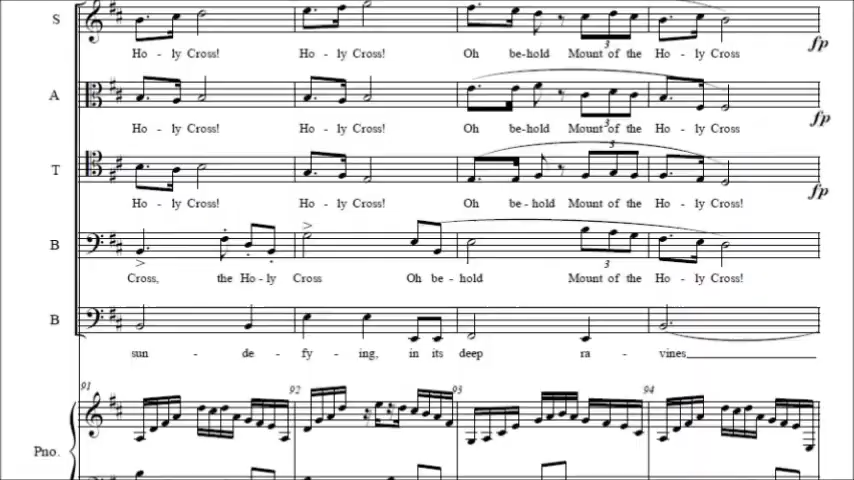 S
Ho - ly Cross! Ho - ly Cross! Oh be-hold Mount of the Ho - ly Cross
3
fp
A
Ho - ly Cross! Ho - ly Cross! Oh be-hold Mount of the Ho - ly Cross
3
fp
T
3
Ho - ly Cross! Ho - ly Cross! Oh be-hold Mount of the Ho - ly Cross!
fp
B
3
Cross, the Ho-ly Cross Oh be-hold Mount of the Ho - ly Cross!
B
sun - de - fy - ing, in its deep ra - vines
91 92 93 94
Pno.